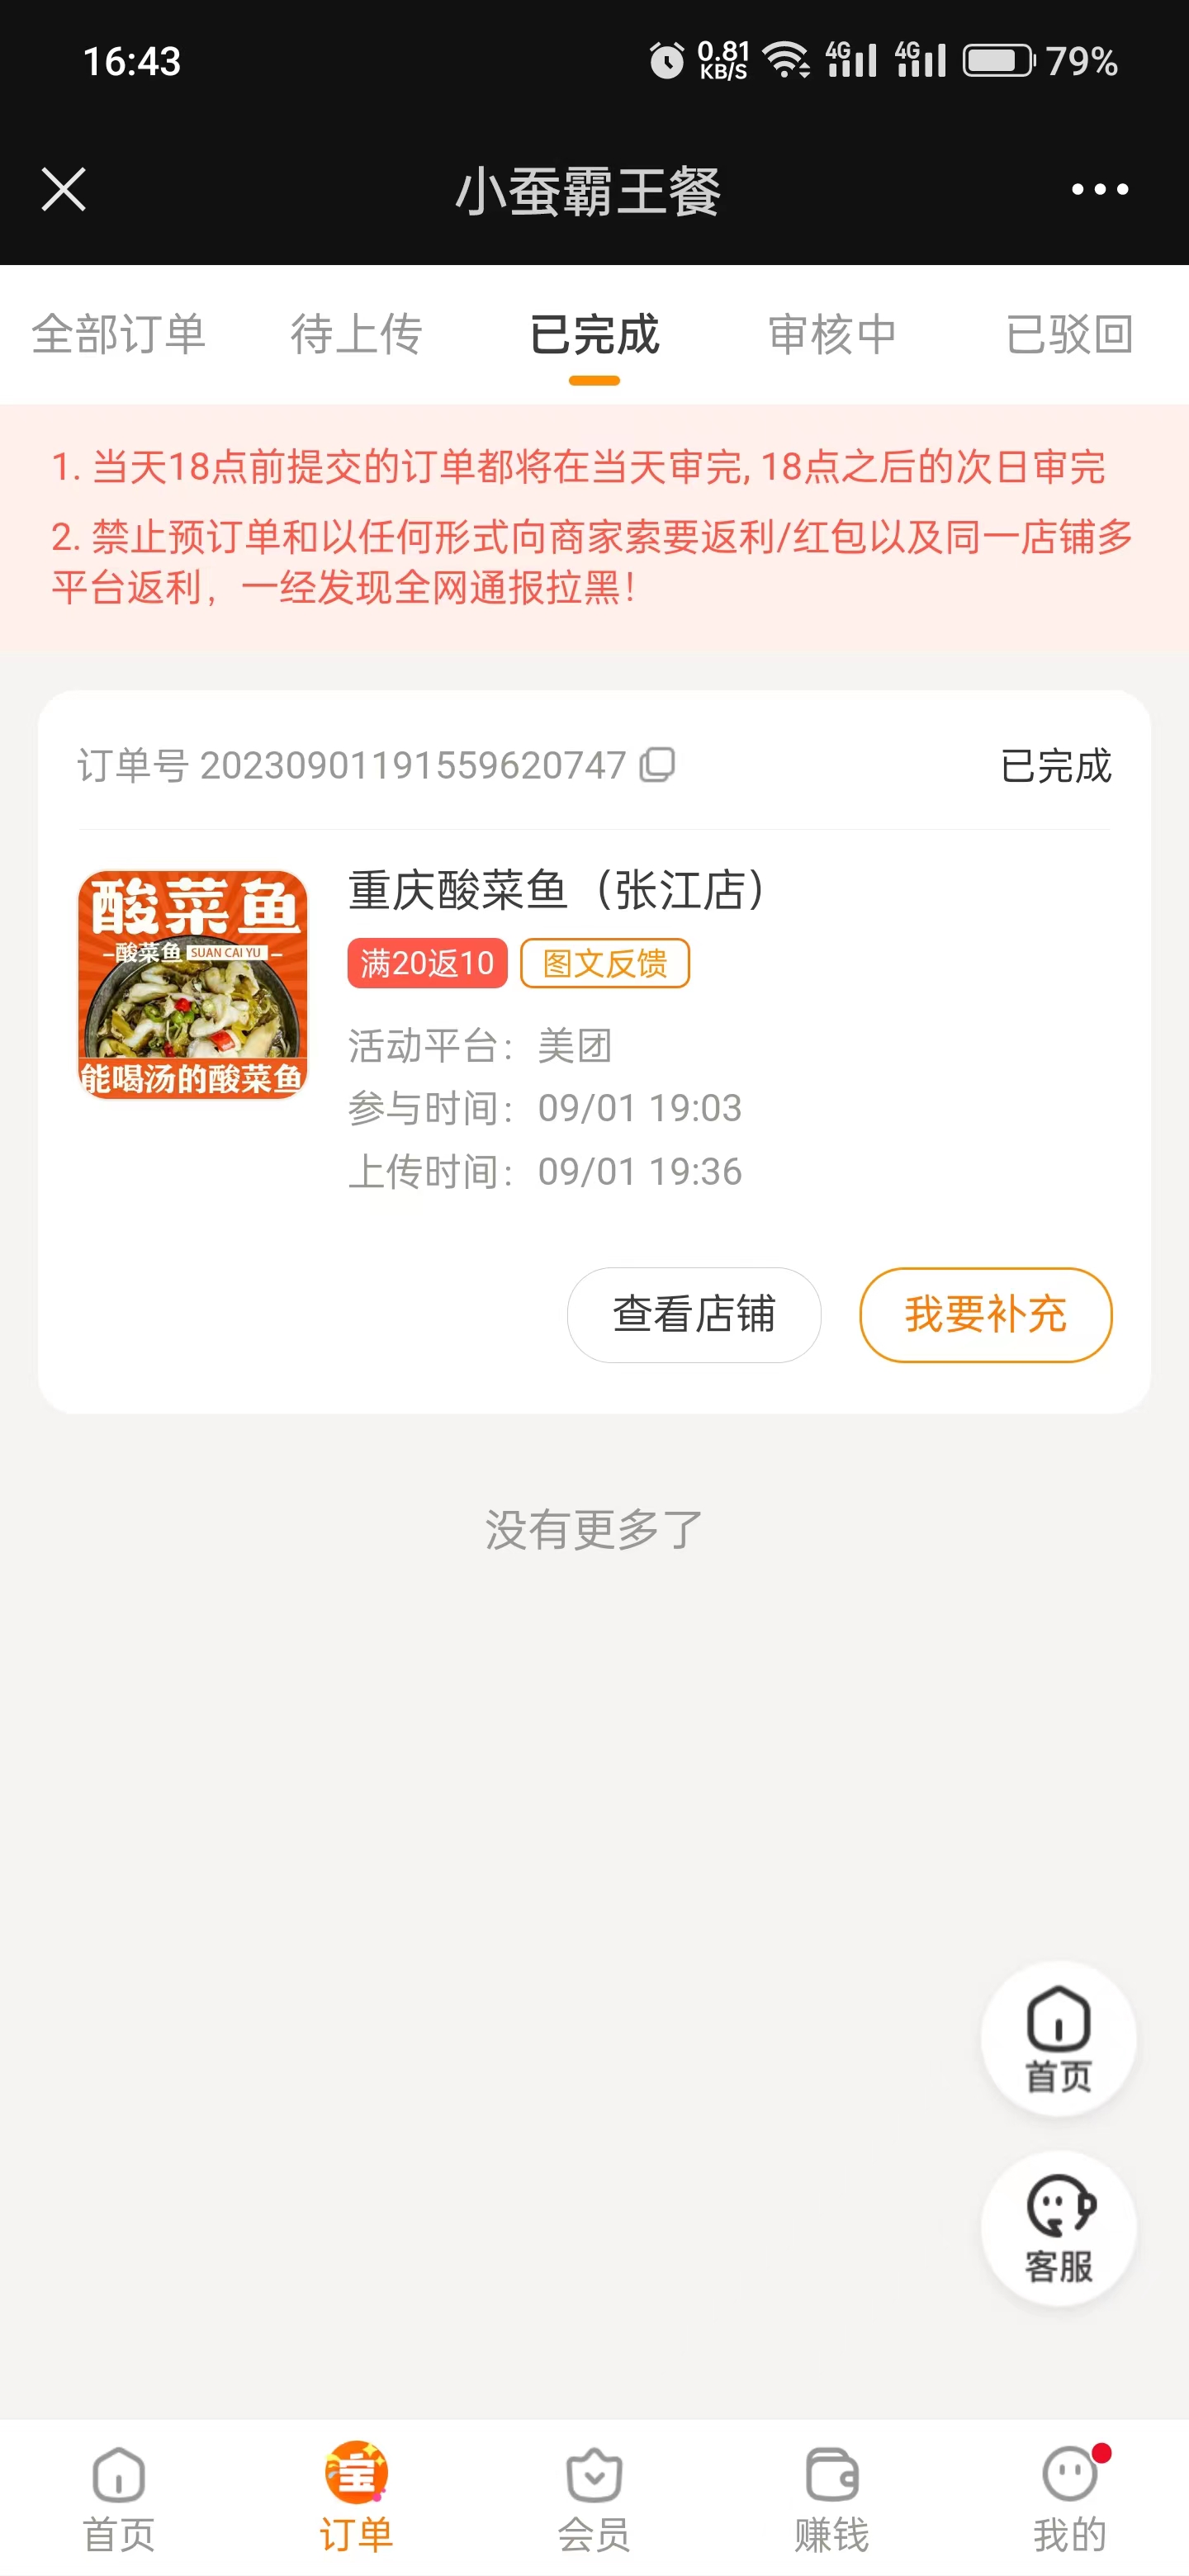 16:43
0.81
KB/S
4G
4G
79%
小蚕霸王餐
全部订单
待上传
已完成
审核中
已驳回
1. 当天18点前提交的订单都将在当天审完, 18点之后的次日审完
2. 禁止预订单和以任何形式向商家索要返利/红包以及同一店铺多
平台返利，一经发现全网通报拉黑！
订单号 20230901191559620747
已完成
酸菜鱼
酸菜鱼 SUAN CAI YU
能喝汤的酸菜鱼
重庆酸菜鱼（张江店）
满20返10
图文反馈
活动平台：美团
参与时间：09/01 19:03
上传时间：09/01 19:36
查看店铺
我要补充
没有更多了
首页
客服
首页
宝
订单
会员
赚钱
我的